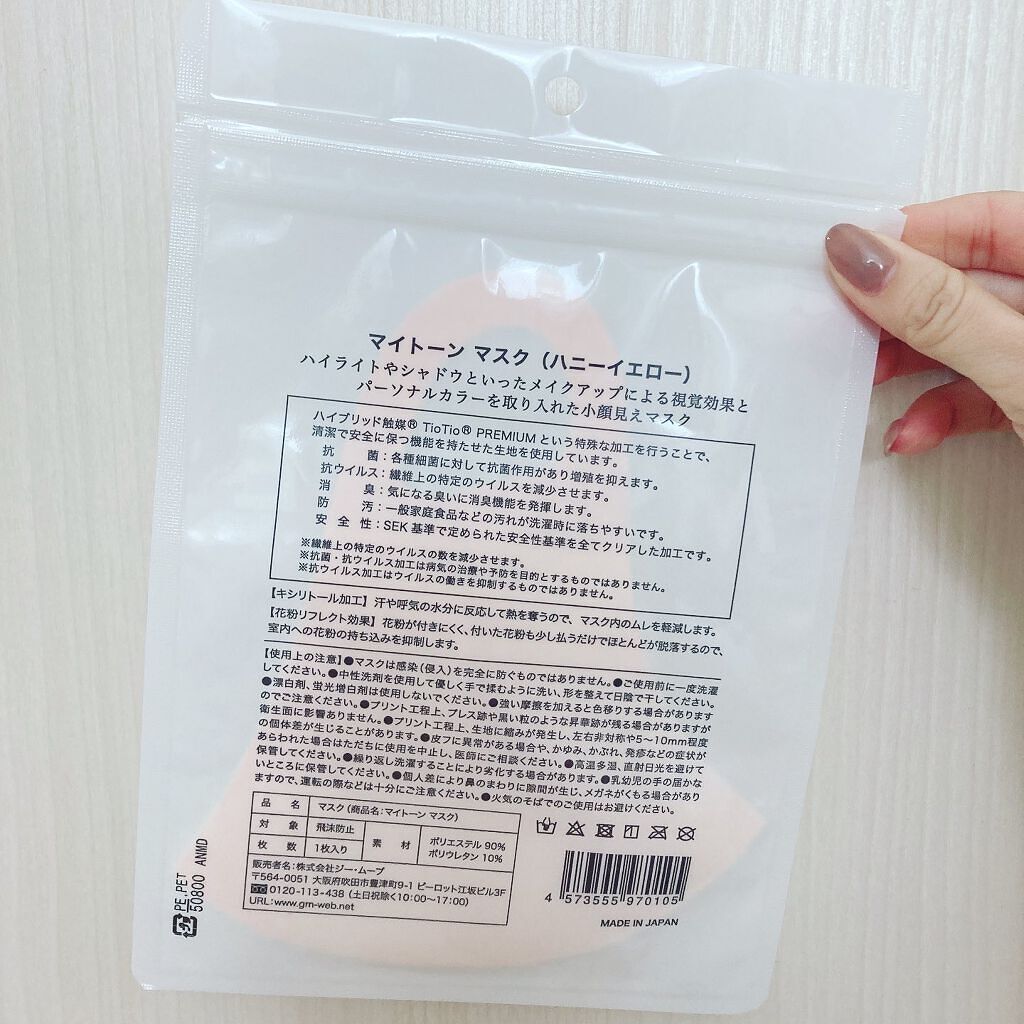 マイトーン マスク（ハニーイエロー）
ハイライトやシャドウといったメイクアップによる視覚効果と
パーソナルカラーを取り入れた小顔見えマスク
ハイブリッド触媒® TioTio® PREMIUM という特殊な加工を行うことで、
清潔で安全に保つ機能を持たせた生地を使用しています。
抗菌：各種細菌に対して抗菌作用があり増殖を抑えます。
抗ウイルス：繊維上の特定のウイルスを減少させます。
消臭：気になる臭いに消臭機能を発揮します。
防汚：一般家庭食品などの汚れが洗濯時に落ちやすいです。
安全性：SEK 基準で定められた安全性基準を全てクリアした加工です。
※繊維上の特定のウイルスの数を減少させます。
※抗菌・抗ウイルス加工は病気の治療や予防を目的とするものではありません。
※抗ウイルス加工はウイルスの働きを抑制するものではありません。
【キシリトール加工】汗や呼気の水分に反応して熱を奪うので、マスク内のムレを軽減します。
【花粉リフレクト効果】花粉が付きにくく、付いた花粉も少し払うだけでほとんどが脱落するので、
室内への花粉の持ち込みを抑制します。
【使用上の注意】●マスクは感染（侵入）を完全に防ぐものではありません。●ご使用前に一度洗濯
してください。●中性洗剤を使用して優しく手で揉むように洗い、形を整えて日陰で干してください。
●漂白剤、蛍光増白剤は使用しないでください。●強い摩擦を加えると色移りする場合があります
のでご注意ください。●プリント工程上、プレス跡や黒い粒のような昇華跡が残る場合がありますが
衛生面に影響ありません。●プリント工程上、生地に縮みが発生し、左右非対称や5〜10mm程度
の個体差が生じることがあります。●皮フに異常がある場合や、かゆみ、かぶれ、発疹などの症状が
あらわれた場合はただちに使用を中止し、医師にご相談ください。●高温多湿、直射日光を避けて
保管してください。●繰り返し洗濯することにより劣化する場合があります。●乳幼児の手の届かな
いところに保管してください。●個人差により鼻のまわりに隙間が生じ、メガネがくもる場合があり
ますので、運転の際などは十分にご注意ください。●火気のそばでのご使用はお避けください。
品名 マスク（商品名：マイトーン マスク）
対象 飛沫防止
枚数 1枚入り
素材 ポリエステル 90%
ポリウレタン 10%
販売者名：株式会社ジー・ムーブ
〒564-0051 大阪府吹田市豊津町9-1 ビーロット江坂ビル3F
0120-113-438（土日祝除く10:00〜17:00）
URL:www.gm-web.net
4 573555 970105
MADE IN JAPAN
プラ PE,PET
50800 ANMD